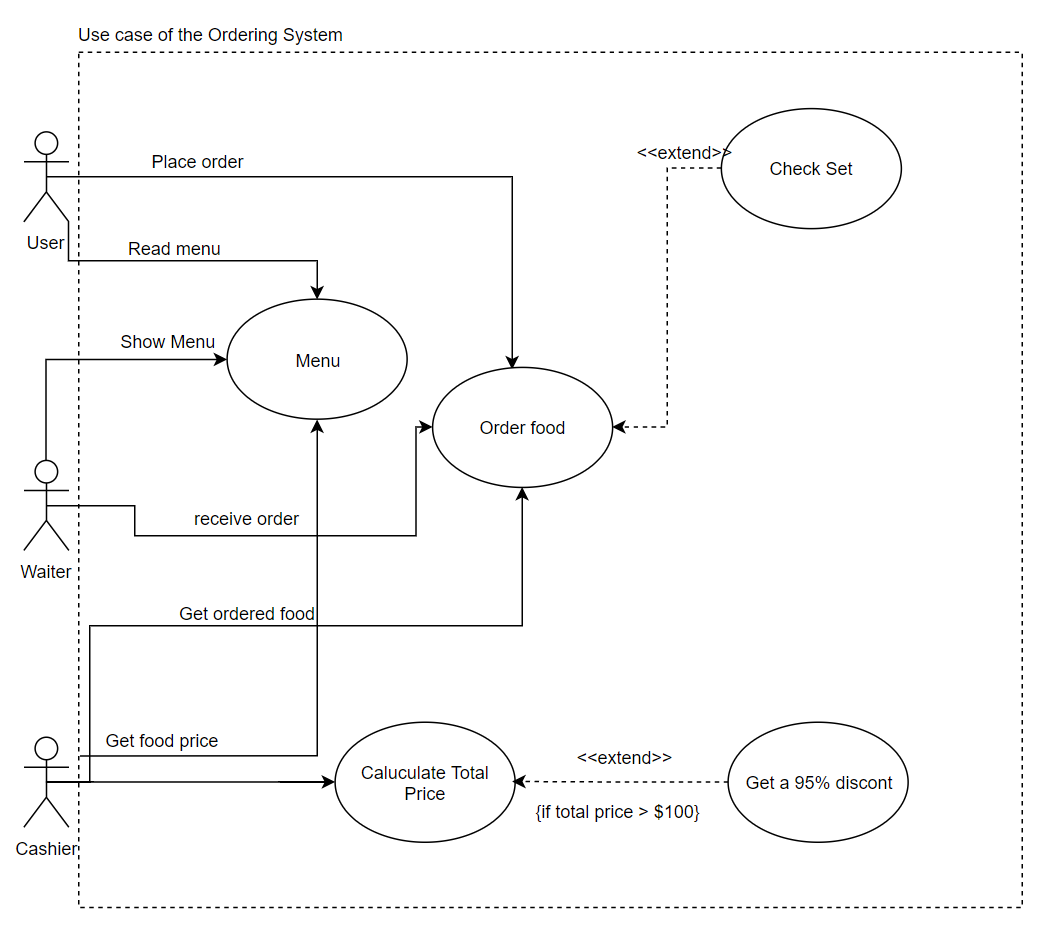 Use case of the Ordering System
Place order
<<extend>>
Check Set
User
Read menu
Show Menu
Menu
Order food
receive order
Waiter
Get ordered food
Get food price
<<extend>>
Caluculate Total
Price
Get a 95% discont
{if total price > $100}
Cashier